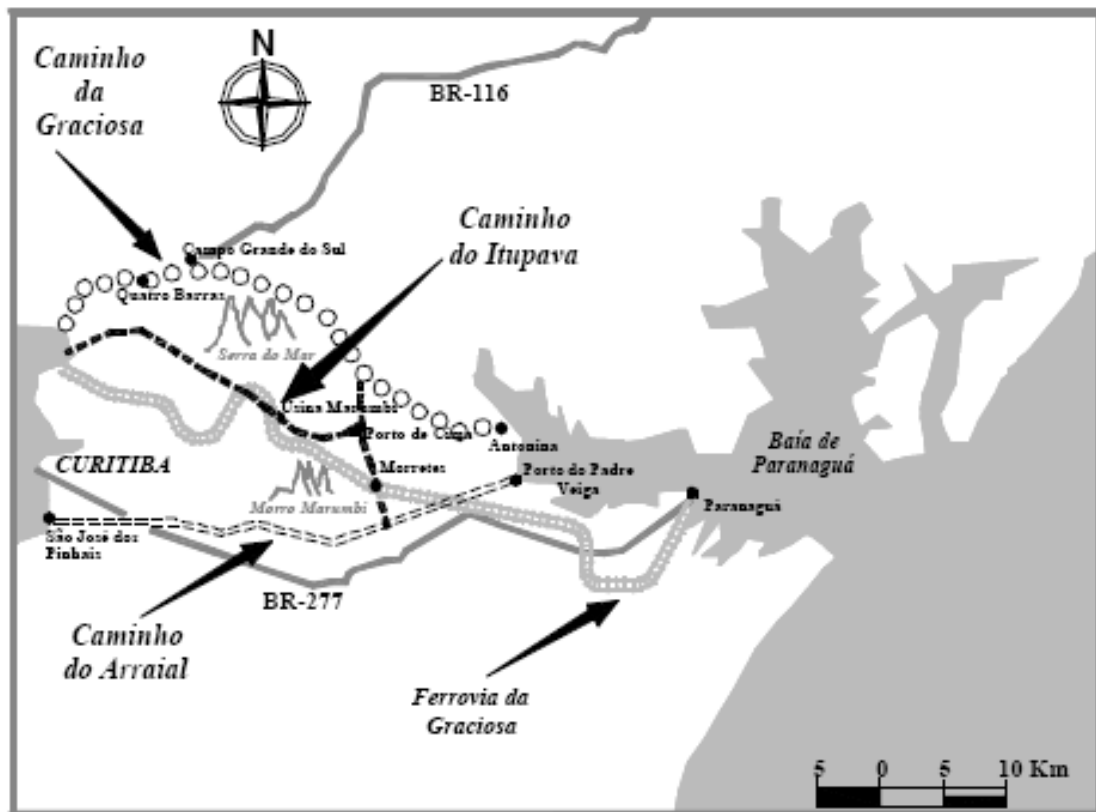 Caminho
da
Graciosa
N
BR-116
Caminho
do Itupava
Campo Grande do Sul
Quatro Barras
Serra do Mar
Usina Marumbi
Porto de Cima
Antonina
Baía de
Paranaguá
CURITIBA
Morretes
Porto do Padre
Veiga
Morro Marumbi
Paranaguá
São José dos
Pinhais
BR-277
Caminho
do Arraial
Ferrovia da
Graciosa
5 0 5 10 Km